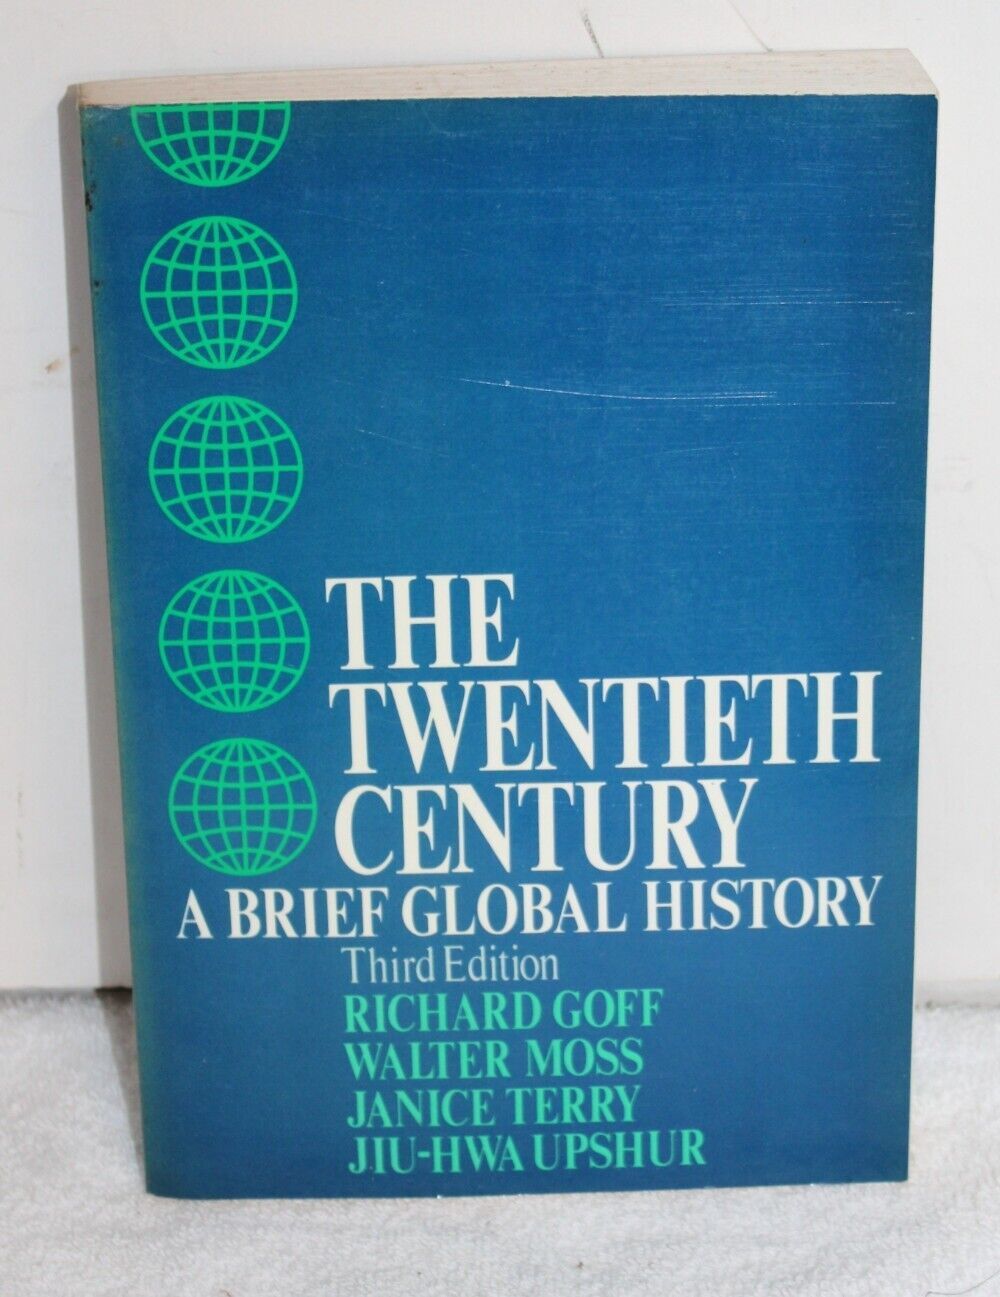 THE
TWENTIETH
CENTURY
A BRIEF GLOBAL HISTORY
Third Edition
RICHARD GOFF
WALTER MOSS
JANICE TERRY
JIU-HWA UPSHUR